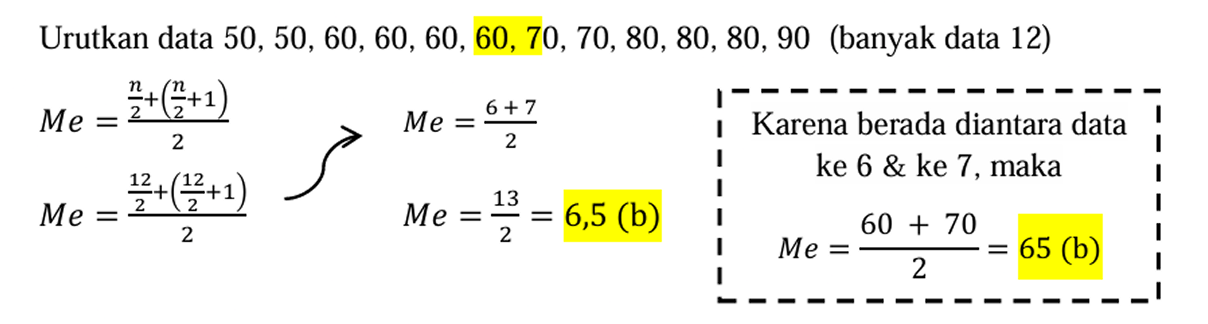 Urutkan data 50, 50, 60, 60, 60, 60, 70, 70, 80, 80, 80, 90 (banyak data 12)
Me = (n/2+(n/2+1))/2
Me = (12/2+(12/2+1))/2
Me = (6 + 7)/2
Me = 13/2 = 6,5 (b)
Karena berada diantara data
ke 6 & ke 7, maka
Me = (60 + 70)/2 = 65 (b)